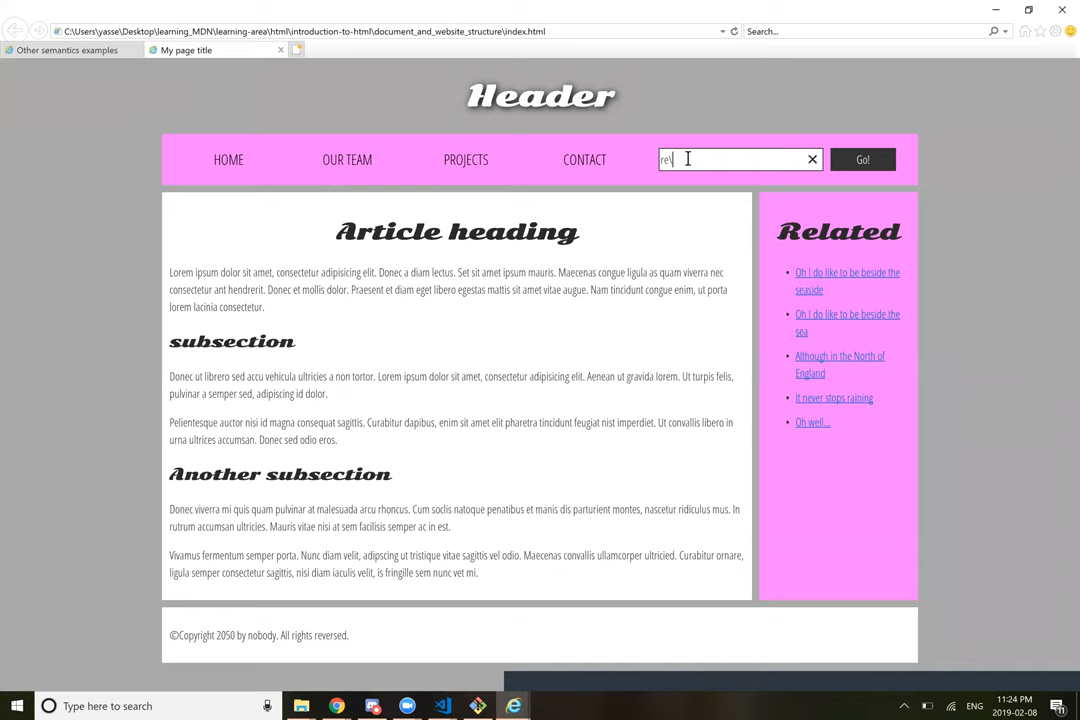 C:\Users\yasse\Desktop\learning_MDN\learning-area\html\introduction-to-html\document_and_website_structure\index.html
Search...
Other semantics examples
My page title
Header
HOME
OUR TEAM
PROJECTS
CONTACT
re\
Go!
Article heading
Lorem ipsum dolor sit amet, consectetur adipisicing elit. Donec a diam lectus. Set sit amet ipsum mauris. Maecenas congue ligula as quam viverra nec
consectetur ant hendrerit. Donec et mollis dolor. Praesent et diam eget libero egestas mattis sit amet vitae augue. Nam tincidunt congue enim, ut porta
lorem lacinia consectetur.
subsection
Donec ut librero sed accu vehicula ultricies a non tortor. Lorem ipsum dolor sit amet, consectetur adipisicing elit. Aenean ut gravida lorem. Ut turpis felis,
pulvinar a semper sed, adipiscing id dolor.
Pelientesque auctor nisi id magna consequat sagittis. Curabitur dapibus, enim sit amet elit pharetra tincidunt feugiat nist imperdiet. Ut convallis libero in
urna ultrices accumsan. Donec sed odio eros.
Another subsection
Donec viverra mi quis quam pulvinar at malesuada arcu rhoncus. Cum soclis natoque penatibus et manis dis parturient montes, nascetur ridiculus mus. In
rutrum accumsan ultricies. Mauris vitae nisi at sem facilisis semper ac in est.
Vivamus fermentum semper porta. Nunc diam velit, adipscing ut tristique vitae sagittis vel odio. Maecenas convallis ullamcorper ultricied. Curabitur ornare,
ligula semper consectetur sagittis, nisi diam iaculis velit, is fringille sem nunc vet mi.
Related
Oh I do like to be beside the
seaside
Oh I do like to be beside the
sea
Although in the North of
England
It never stops raining
Oh well...
©Copyright 2050 by nobody. All rights reversed.
Type here to search
ENG
11:24 PM
2019-02-08